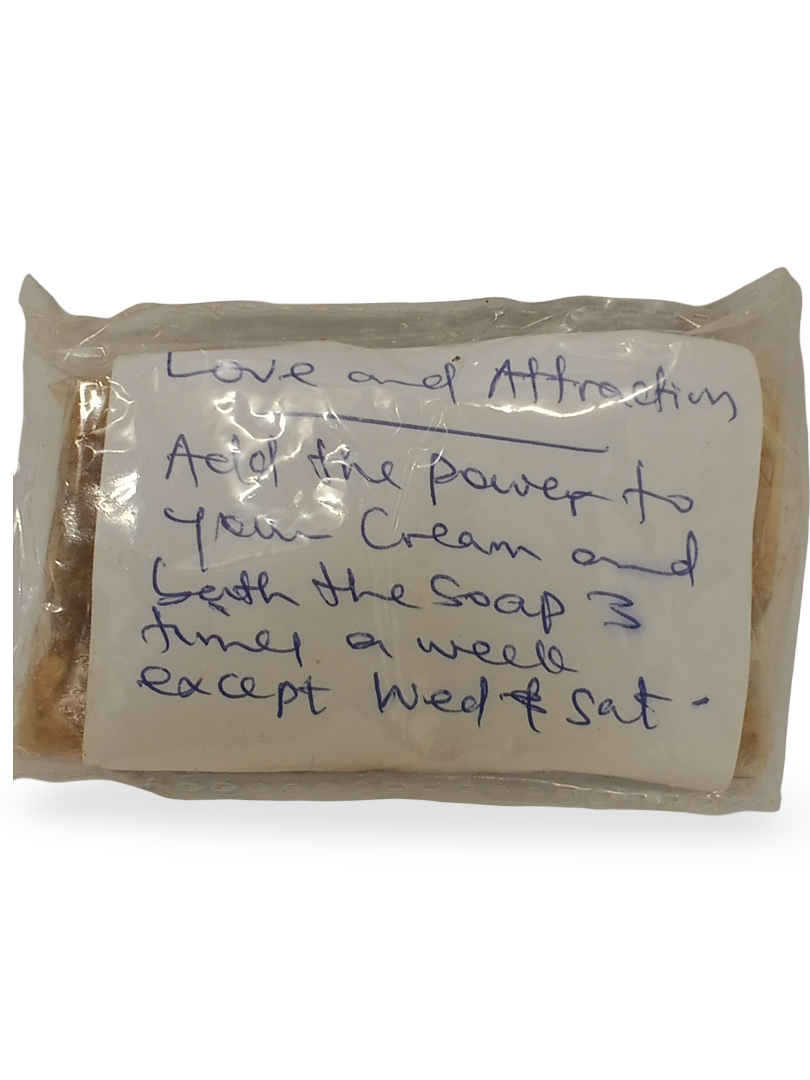 Love and Attraction
Add the power to
your Cream and
bath the Soap 3
times a week
except Wed & Sat.